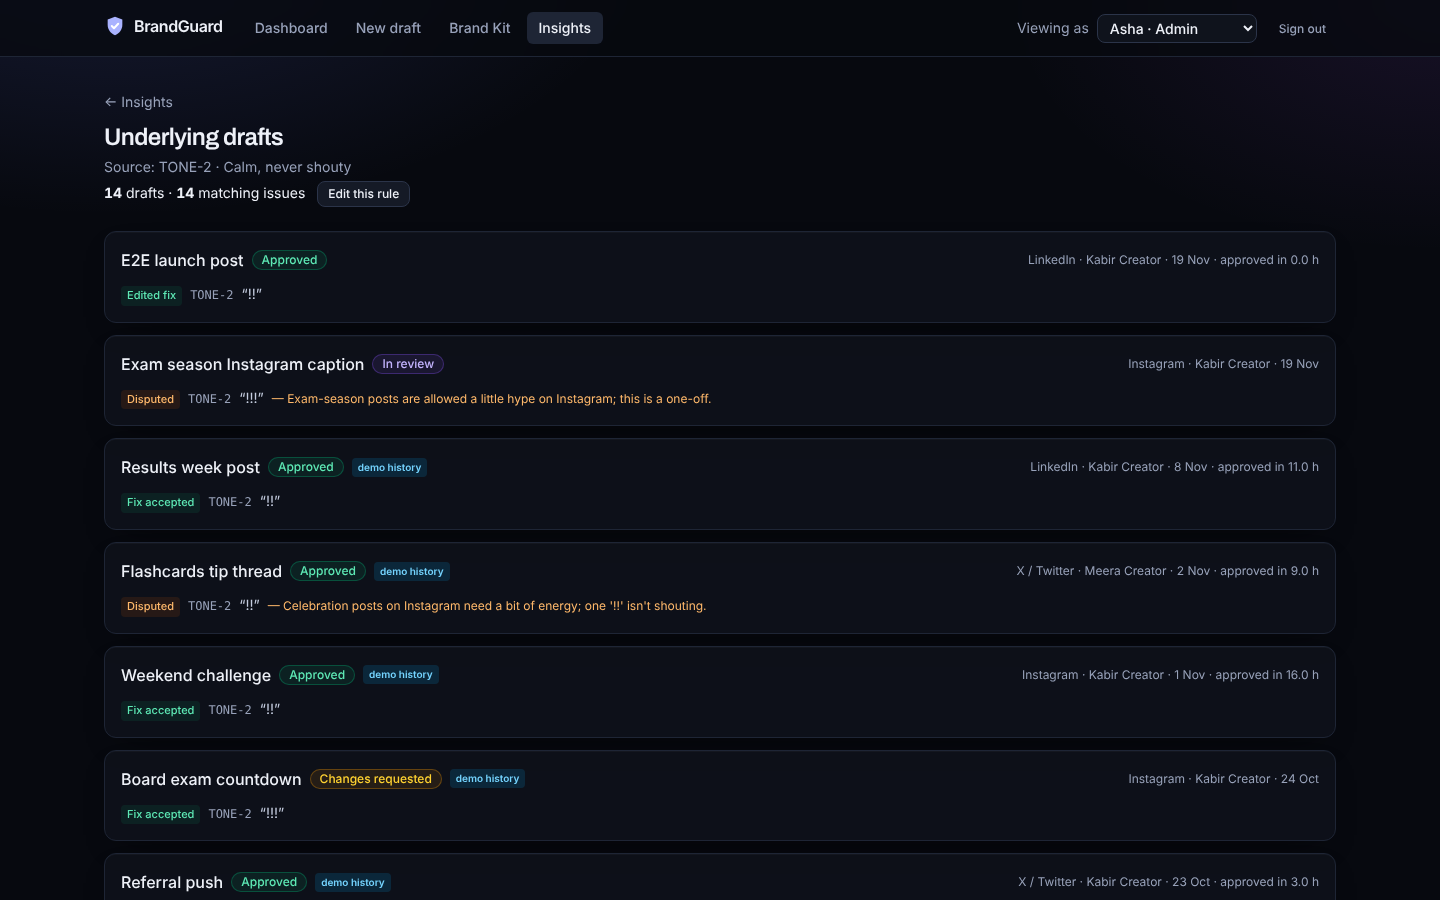 BrandGuard Dashboard New draft Brand Kit Insights Viewing as Asha · Admin Sign out
← Insights
Underlying drafts
Source: TONE-2 · Calm, never shouty
14 drafts · 14 matching issues Edit this rule
E2E launch post Approved LinkedIn · Kabir Creator · 19 Nov · approved in 0.0 h
Edited fix TONE-2 “!!”
Exam season Instagram caption In review Instagram · Kabir Creator · 19 Nov
Disputed TONE-2 “!!!” — Exam-season posts are allowed a little hype on Instagram; this is a one-off.
Results week post Approved demo history LinkedIn · Kabir Creator · 8 Nov · approved in 11.0 h
Fix accepted TONE-2 “!!”
Flashcards tip thread Approved demo history X / Twitter · Meera Creator · 2 Nov · approved in 9.0 h
Disputed TONE-2 “!!” — Celebration posts on Instagram need a bit of energy; one '!!' isn't shouting.
Weekend challenge Approved demo history Instagram · Kabir Creator · 1 Nov · approved in 16.0 h
Fix accepted TONE-2 “!!”
Board exam countdown Changes requested demo history Instagram · Kabir Creator · 24 Oct
Fix accepted TONE-2 “!!!”
Referral push Approved demo history X / Twitter · Kabir Creator · 23 Oct · approved in 3.0 h